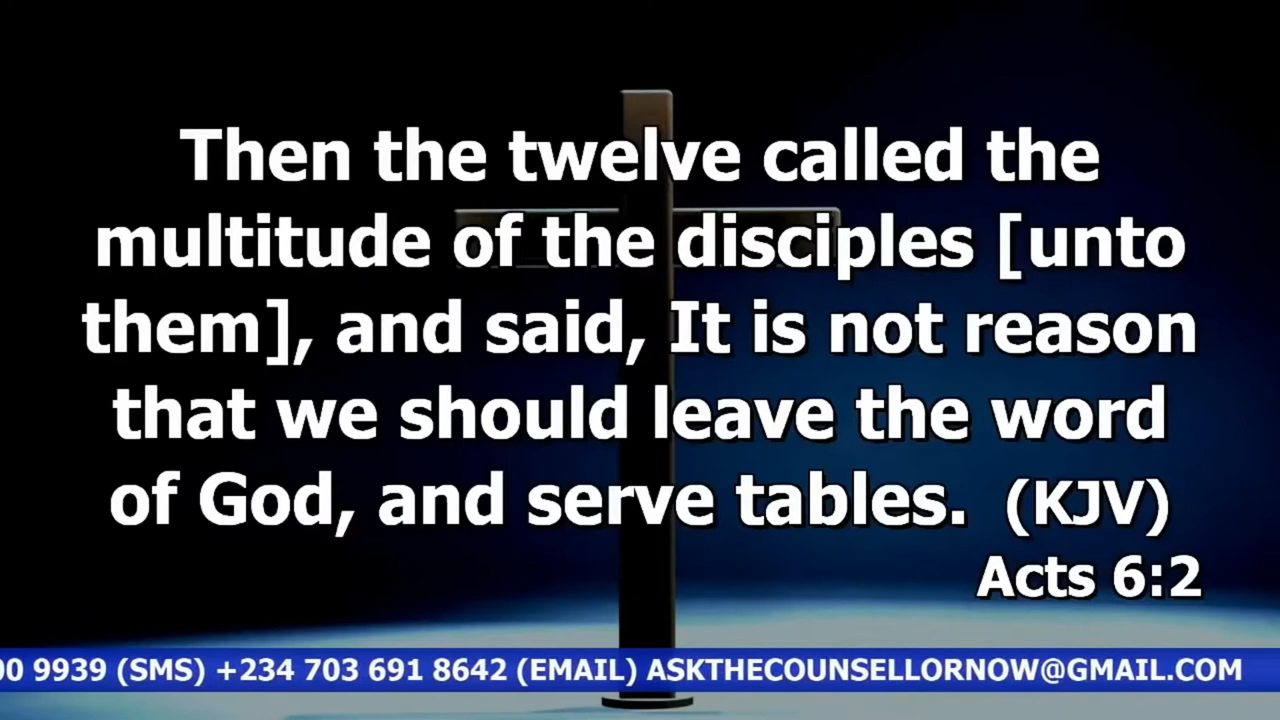 Then the twelve called the
multitude of the disciples [unto
them], and said, It is not reason
that we should leave the word
of God, and serve tables. (KJV)
Acts 6:2
00 9939 (SMS) +234 703 691 8642 (EMAIL) ASKTHECOUNSELLORNOW@GMAIL.COM